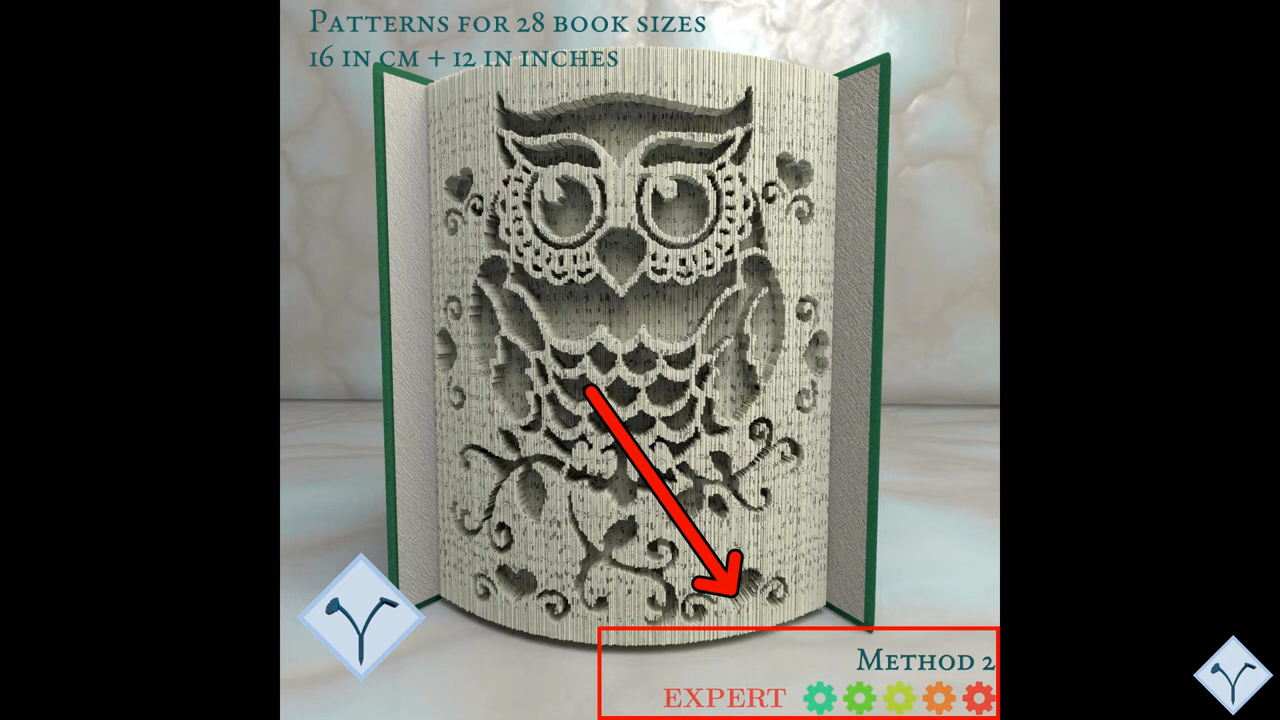 Patterns for 28 book sizes
16 in cm + 12 in inches
Method 2
EXPERT